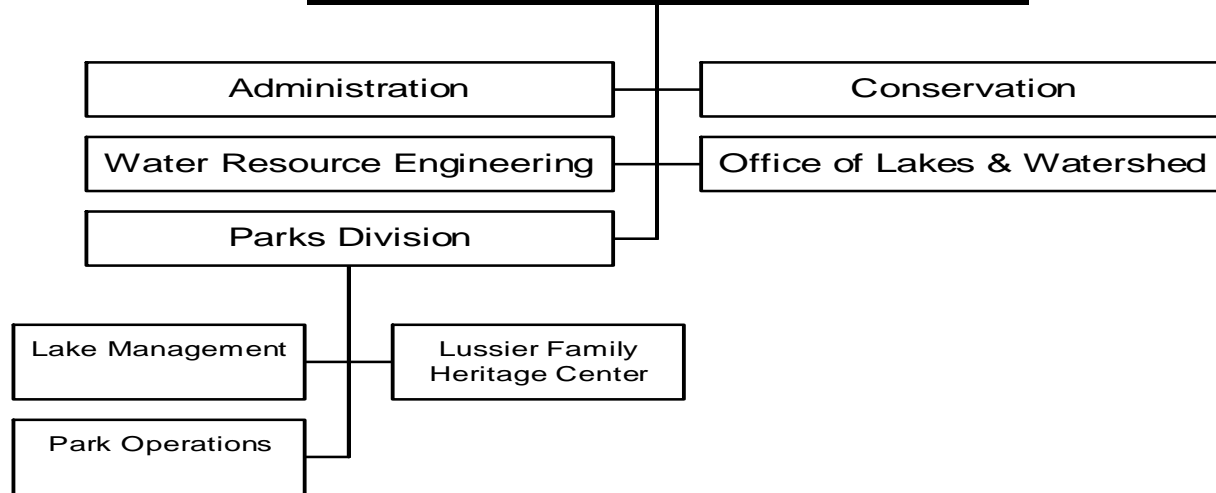 Administration
Conservation
Water Resource Engineering
Office of Lakes & Watershed
Parks Division
Lake Management
Lussier Family
Heritage Center
Park Operations